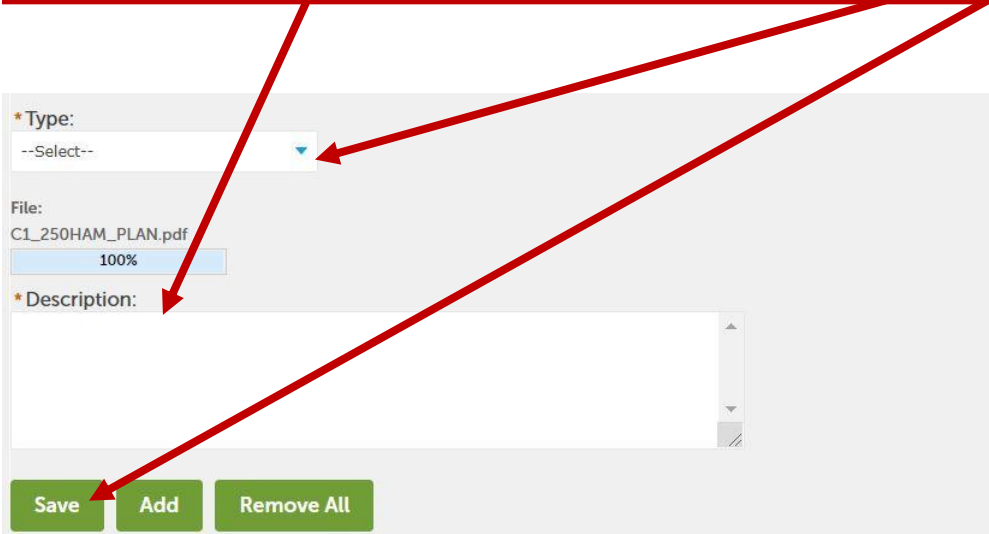 *Type:
--Select--
File:
C1_250HAM_PLAN.pdf
100%
*Description:
Save Add Remove All